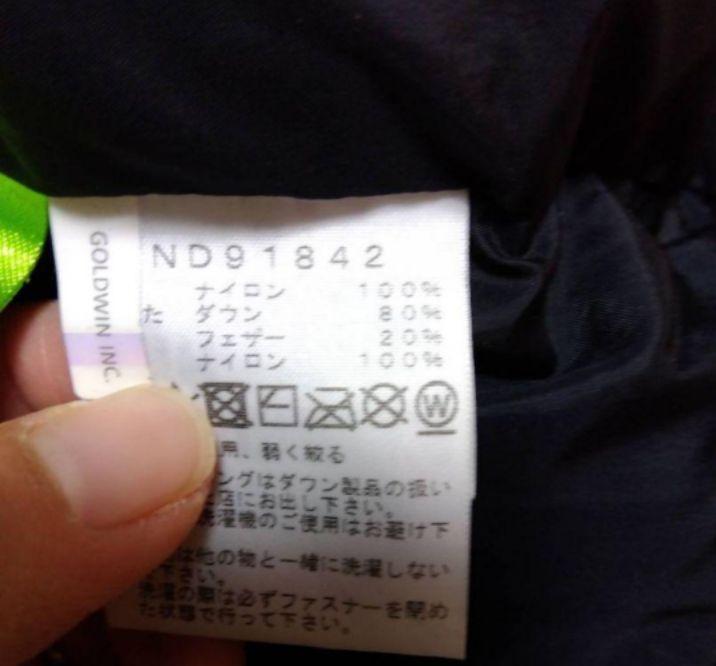 GOLDWIN INC.
ND91842
ナイロン 100%
た ダウン 80%
フェザー 20%
ナイロン 100%
W
用、弱く絞る
ングはダウン製品の扱い
店にお出し下さい。
洗濯機のご使用はお避け下
は他の物と一緒に洗濯しない
下さい。
洗濯の際は必ずファスナーを閉め
た状態で行って下さい。